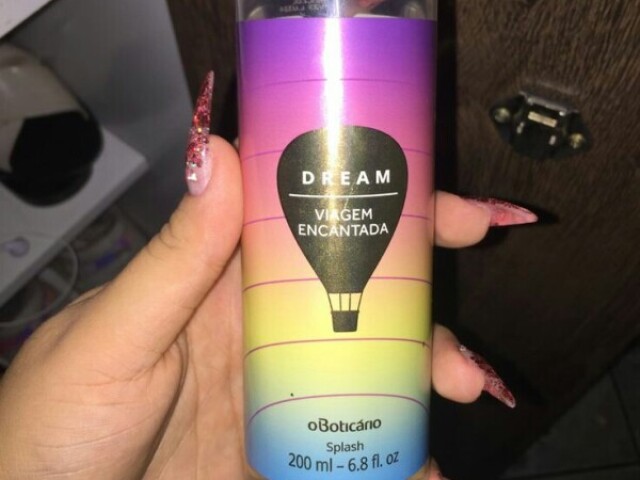 DREAM
VIAGEM
ENCANTADA
oBoticário
Splash
200 ml – 6.8 fl. oz